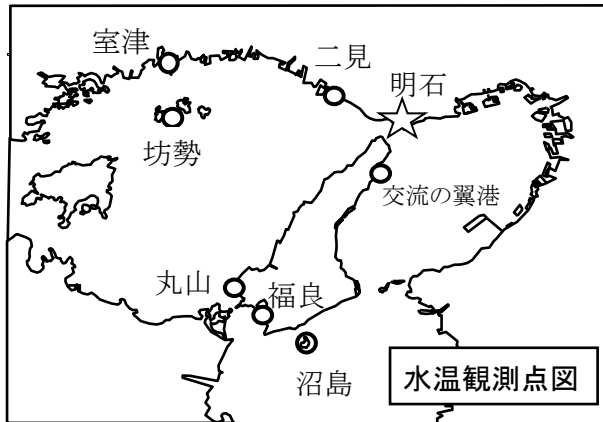 室津
二見
明石
坊勢
交流の翼港
丸山
福良
沼島
水温観測点図